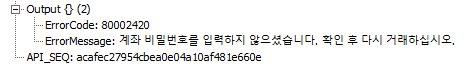 Output {} (2)
ErrorCode: 80002420
ErrorMessage: 계좌 비밀번호를 입력하지 않으셨습니다. 확인 후 다시 거래하십시오.
API_SEQ: acafec27954cbea0e04a10af481e660e